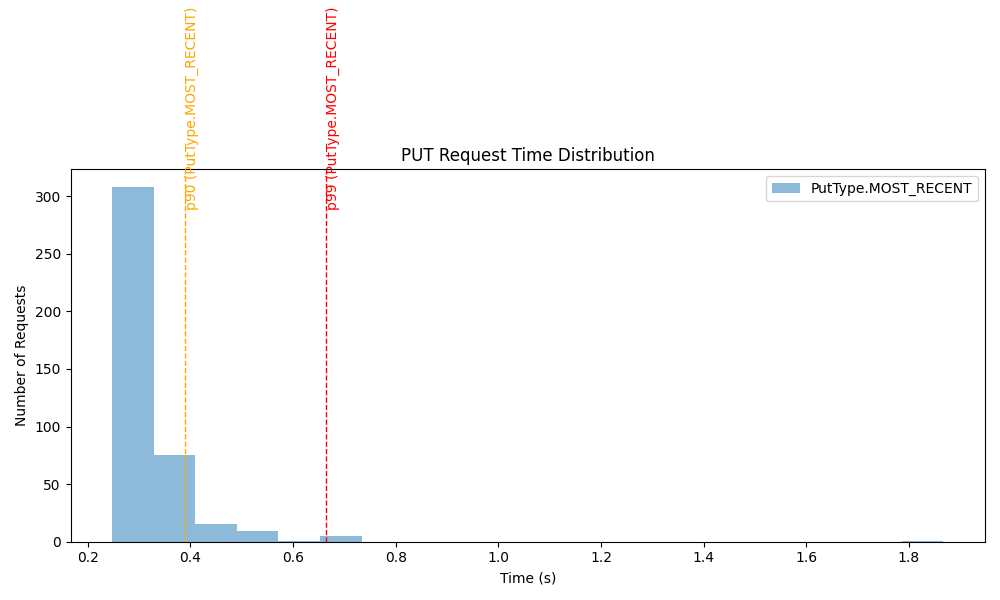 p90 (PutType.MOST_RECENT)
p99 (PutType.MOST_RECENT)
PUT Request Time Distribution
PutType.MOST_RECENT
Number of Requests
300
250
200
150
100
50
0
0.2
0.4
0.6
0.8
1.0
1.2
1.4
1.6
1.8
Time (s)